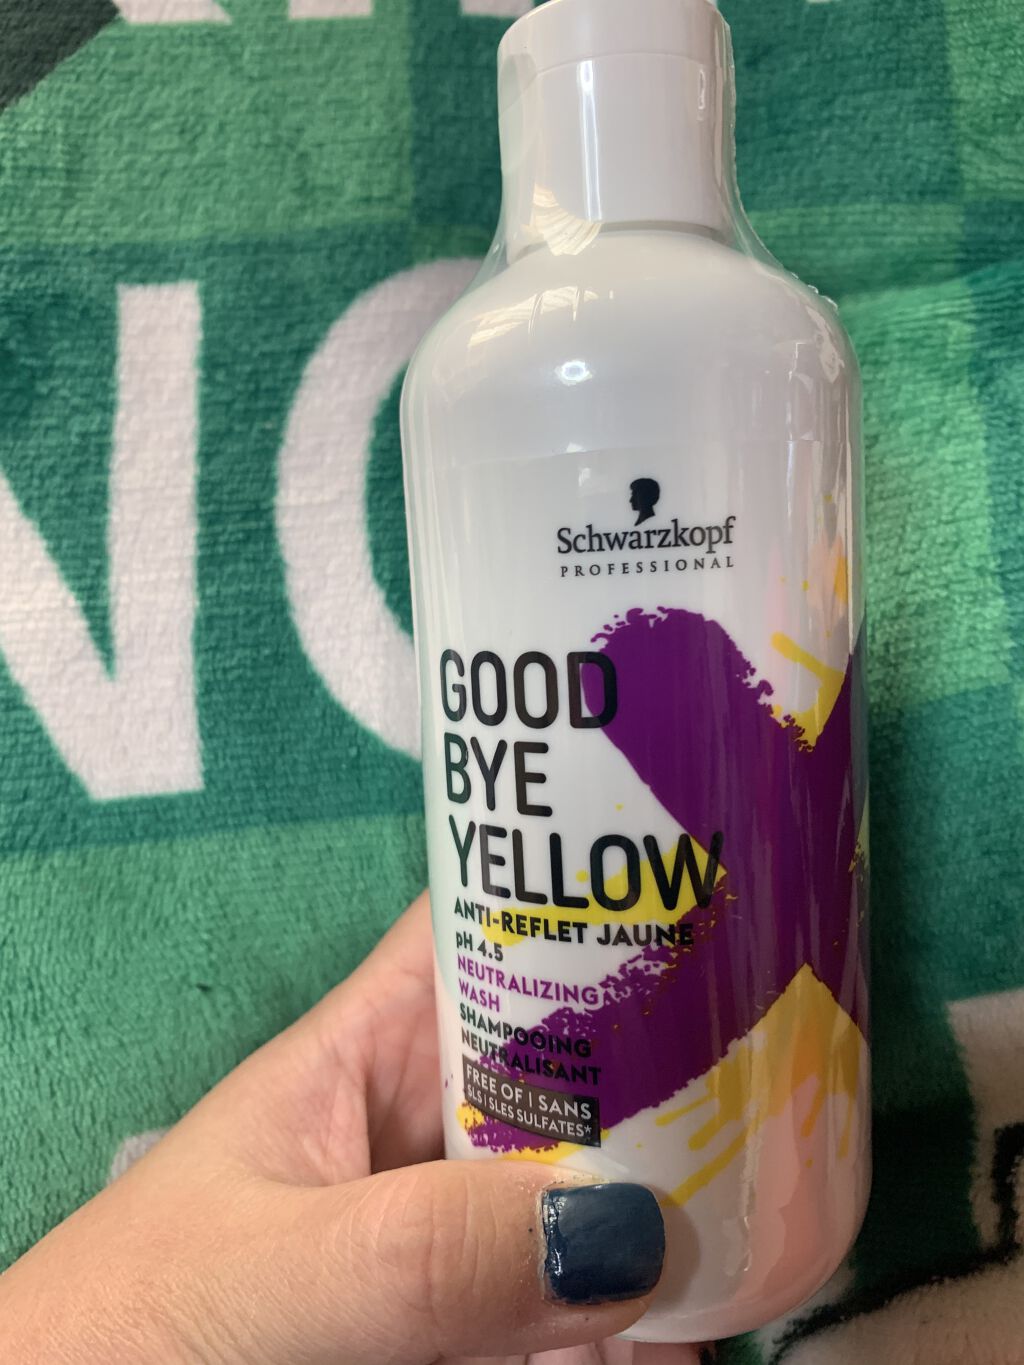 NO
Schwarzkopf
PROFESSIONAL
GOOD
BYE
YELLOW
ANTI-REFLET JAUNE
pH 4.5
NEUTRALIZING
WASH
SHAMPOOING
NEUTRALISANT
FREE OF | SANS
SLS | SLES SULFATES*